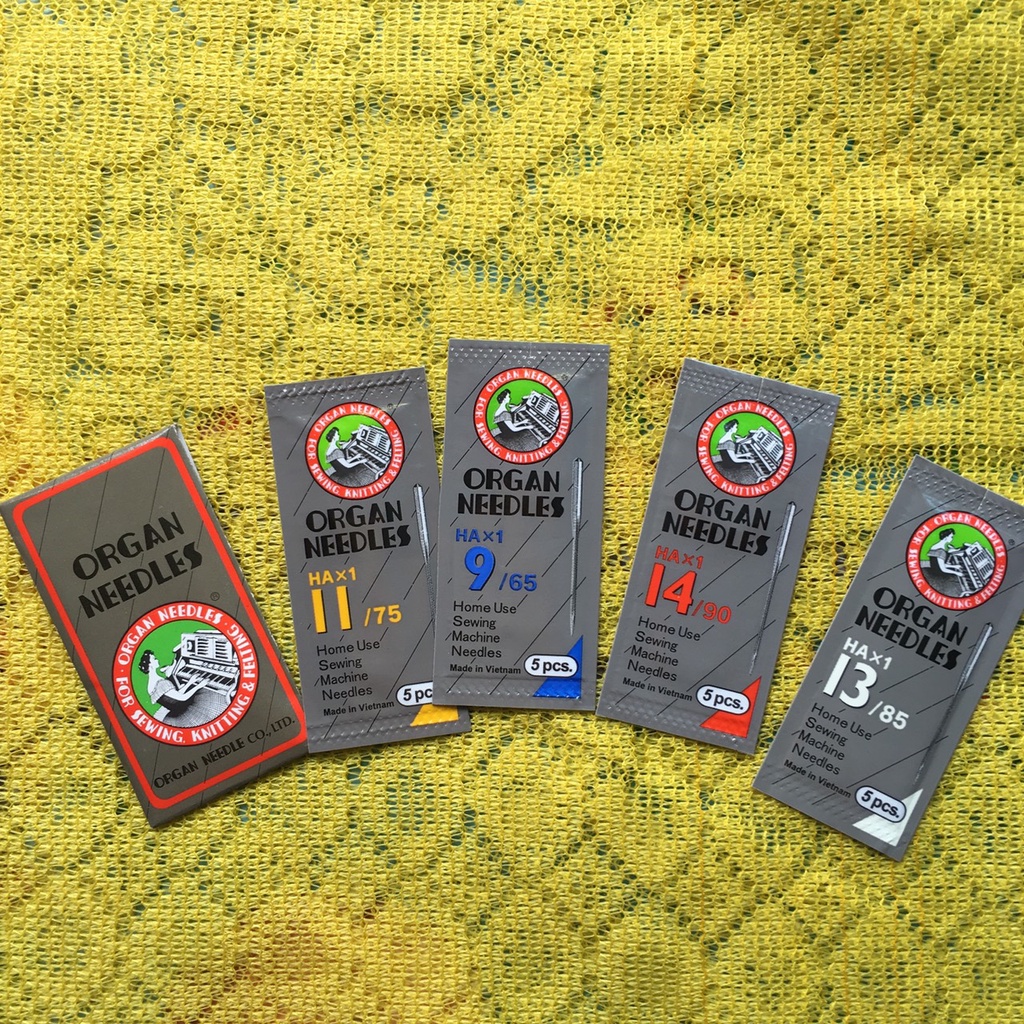 ORGAN
NEEDLES
®
ORGAN NEEDLES
FOR SEWING, KNITTING & FELTING
ORGAN NEEDLE CO., LTD.
ORGAN NEEDLES
FOR SEWING, KNITTING & FELTING
ORGAN
NEEDLES
HA×1
11/75
Home Use
Sewing
Machine
Needles
Made in Vietnam
5 pc
ORGAN NEEDLES
FOR SEWING, KNITTING & FELTING
ORGAN
NEEDLES
HA×1
9/65
Home Use
Sewing
Machine
Needles
Made in Vietnam
5 pcs.
ORGAN NEEDLES
FOR SEWING, KNITTING & FELTING
ORGAN
NEEDLES
HA×1
14/90
Home Use
Sewing
Machine
Needles
Made in Vietnam
5 pcs.
ORGAN NEEDLES
FOR SEWING, KNITTING & FELTING
ORGAN
NEEDLES
HA×1
13/85
Home Use
Sewing
Machine
Needles
Made in Vietnam
5 pcs.